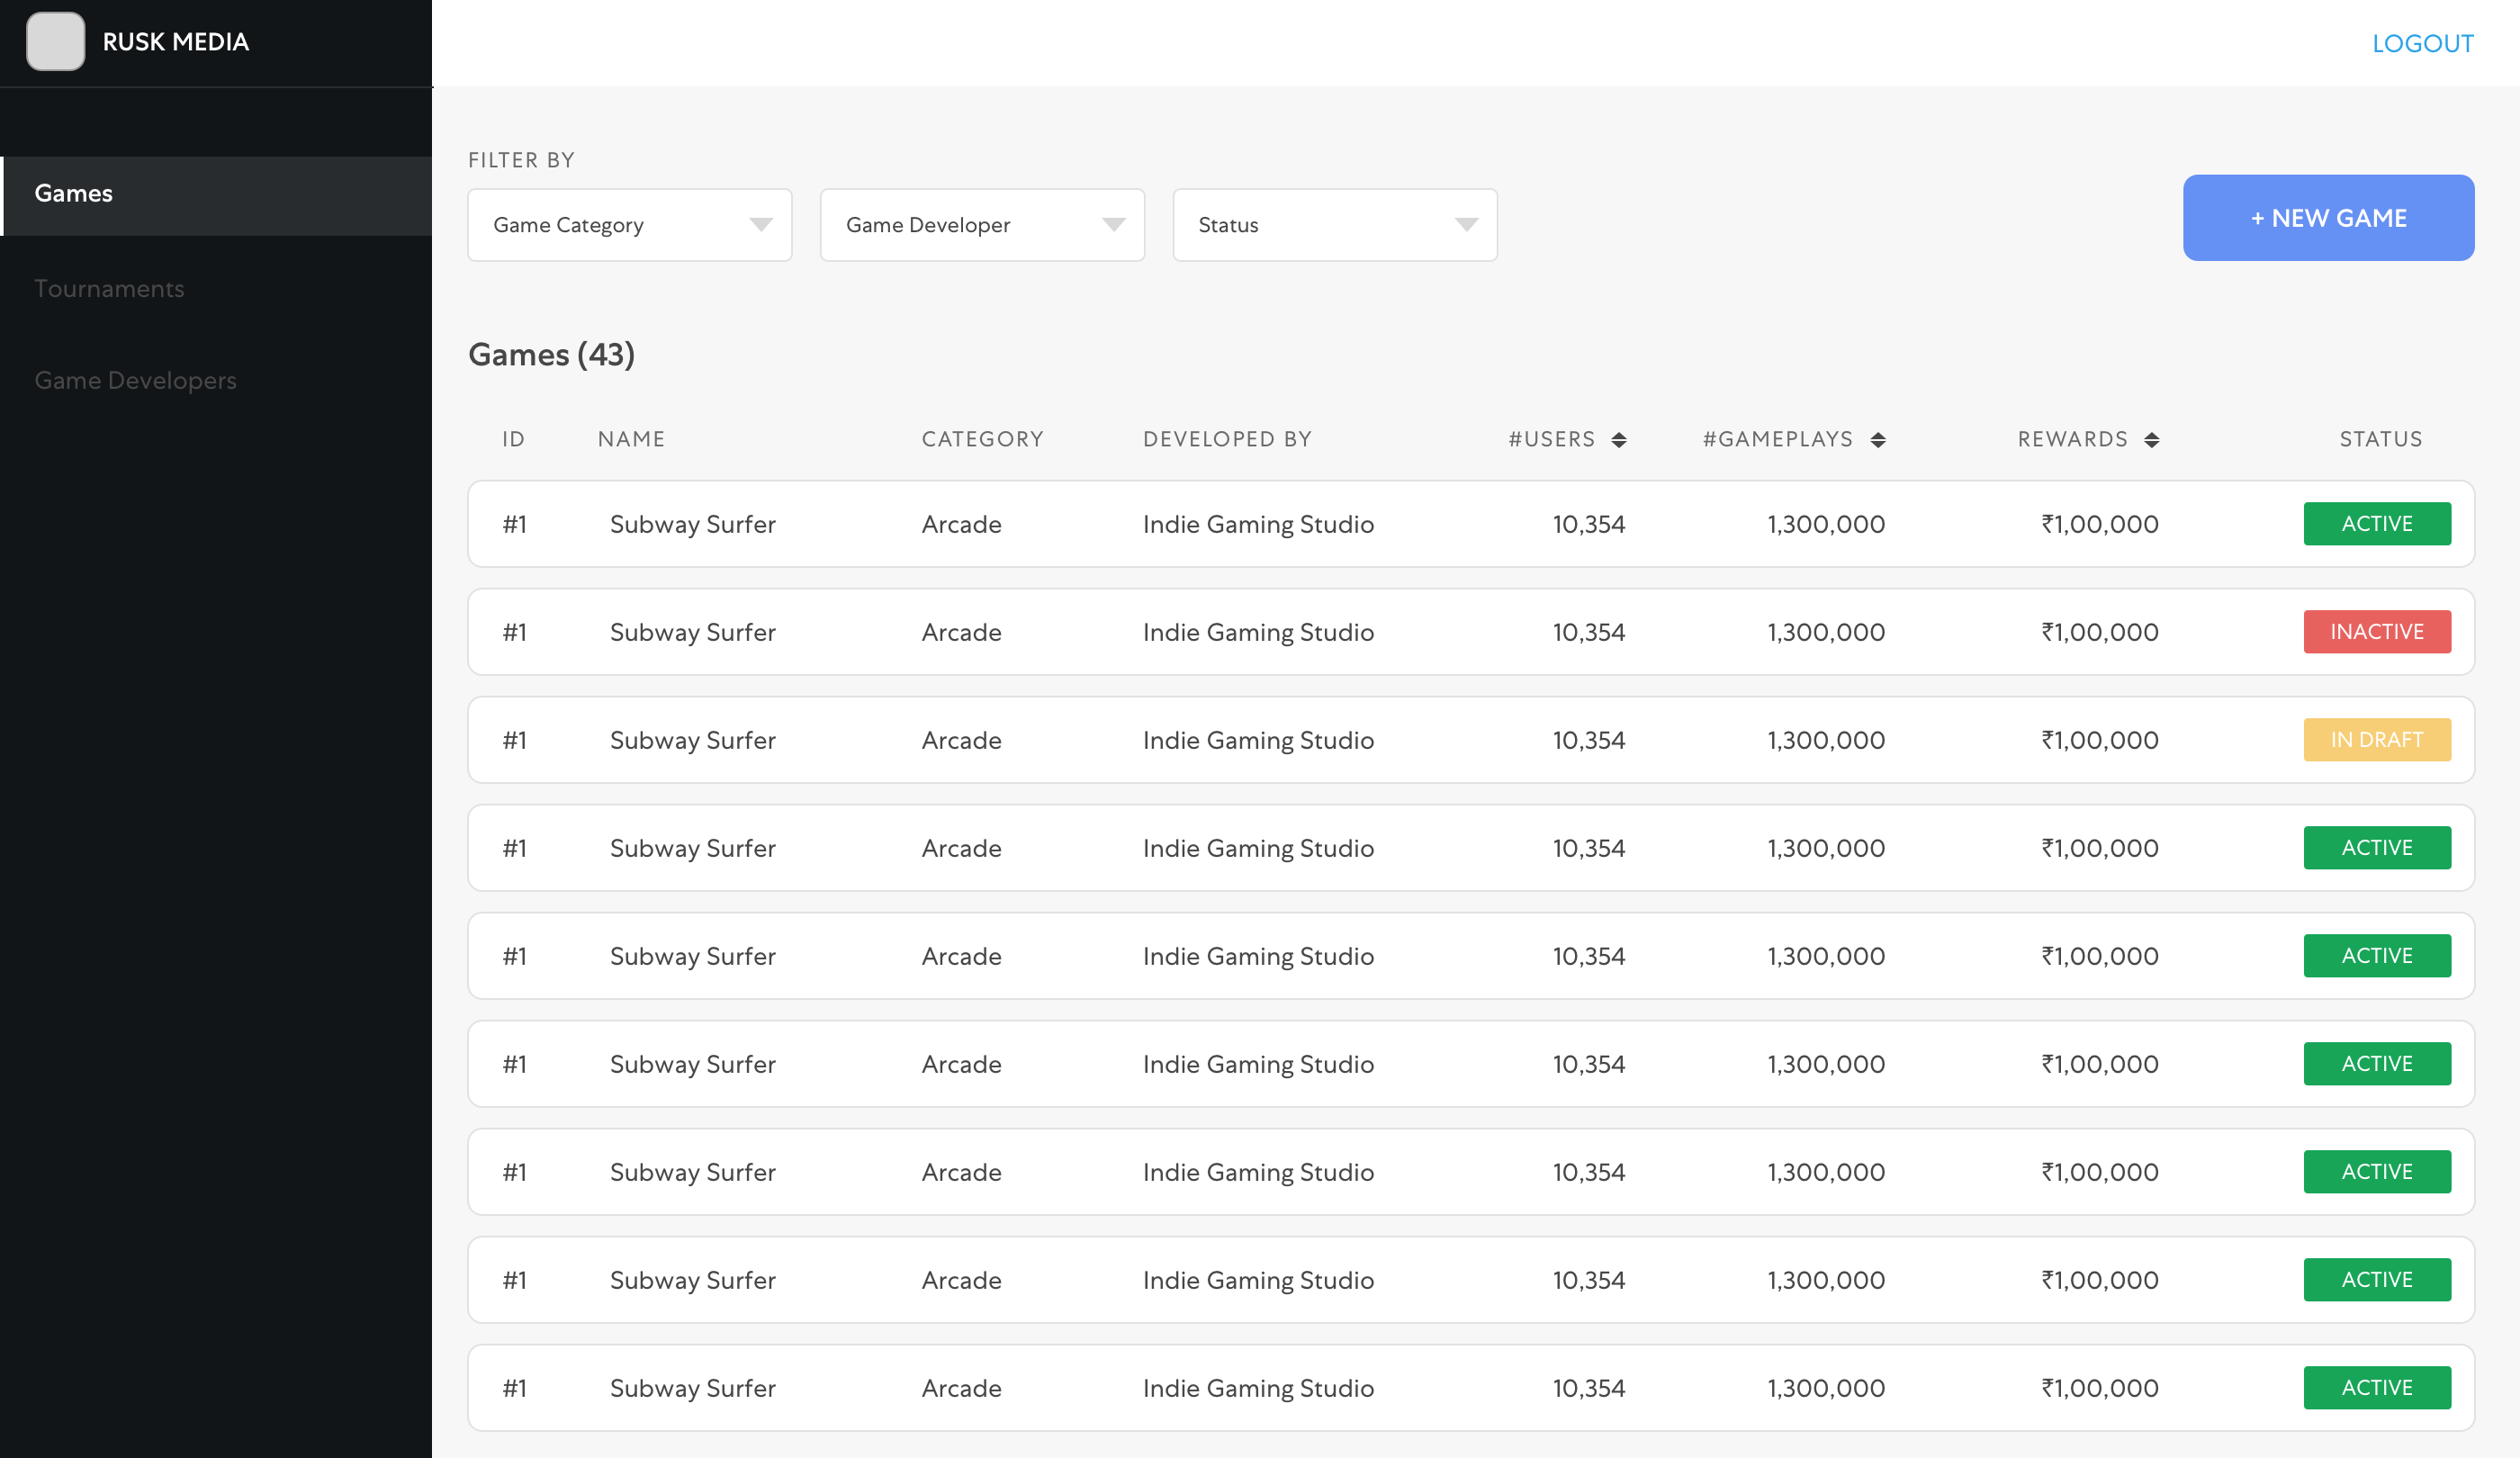 RUSK MEDIA
LOGOUT
Games
Tournaments
Game Developers
FILTER BY
Game Category Game Developer Status
+ NEW GAME
Games (43)
ID NAME CATEGORY DEVELOPED BY #USERS #GAMEPLAYS REWARDS STATUS
#1 Subway Surfer Arcade Indie Gaming Studio 10,354 1,300,000 ₹1,00,000 ACTIVE
#1 Subway Surfer Arcade Indie Gaming Studio 10,354 1,300,000 ₹1,00,000 INACTIVE
#1 Subway Surfer Arcade Indie Gaming Studio 10,354 1,300,000 ₹1,00,000 IN DRAFT
#1 Subway Surfer Arcade Indie Gaming Studio 10,354 1,300,000 ₹1,00,000 ACTIVE
#1 Subway Surfer Arcade Indie Gaming Studio 10,354 1,300,000 ₹1,00,000 ACTIVE
#1 Subway Surfer Arcade Indie Gaming Studio 10,354 1,300,000 ₹1,00,000 ACTIVE
#1 Subway Surfer Arcade Indie Gaming Studio 10,354 1,300,000 ₹1,00,000 ACTIVE
#1 Subway Surfer Arcade Indie Gaming Studio 10,354 1,300,000 ₹1,00,000 ACTIVE
#1 Subway Surfer Arcade Indie Gaming Studio 10,354 1,300,000 ₹1,00,000 ACTIVE